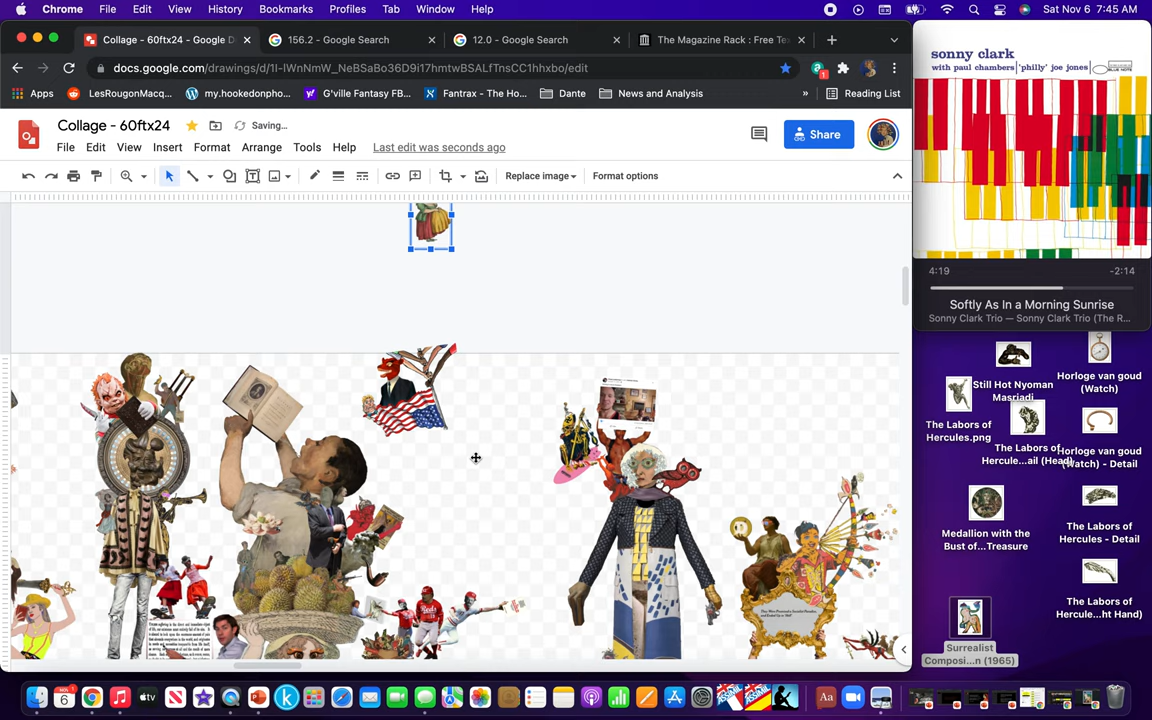 Chrome File Edit View History Bookmarks Profiles Tab Window Help Sat Nov 6 7:45 AM
Collage - 60ftx24 - Google D 156.2 - Google Search 12.0 - Google Search The Magazine Rack : Free Te
docs.google.com/drawings/d/1I-lWnNmW_NeBSaBo36D9i17hmtwBSALfTnsCC1hhxbo/edit
Apps LesRougonMacq... my.hookedonpho... G'ville Fantasy FB... Fantrax - The Ho... Dante News and Analysis » Reading List
Collage - 60ftx24 Saving...
File Edit View Insert Format Arrange Tools Help Last edit was seconds ago
Share
Replace image Format options
Reds
sonny clark
with paul chambers 'philly' joe jones
4:19 -2:14
Softly As In a Morning Sunrise
Sonny Clark Trio — Sonny Clark Trio (The R...
Still Hot Nyoman
Masriadi
Horloge van goud
(Watch)
The Labors of
Hercules.png
The Labors of
Hercule...ail (Head)
Horloge van goud
(Watch) - Detail
Medallion with the
Bust of...Treasure
The Labors of
Hercules - Detail
The Labors of
Hercule...ht Hand)
Surrealist
Composi...n (1965)
NOV
6
Aa